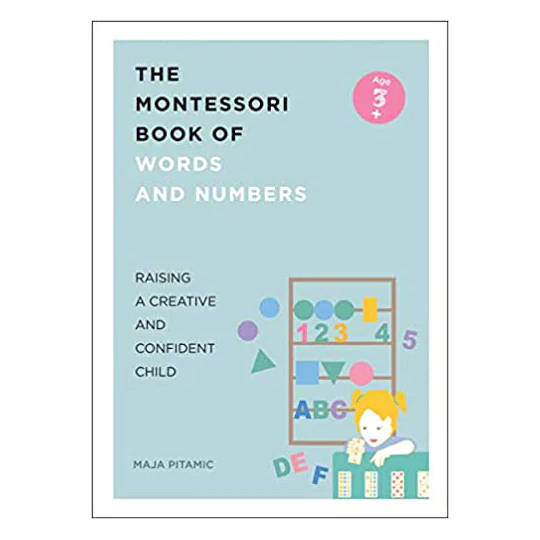 THE
MONTESSORI
BOOK OF
WORDS
AND NUMBERS
Age
3
+
RAISING
A CREATIVE
AND
CONFIDENT
CHILD
1 2 3 4 5
ABC
DEF
MAJA PITAMIC